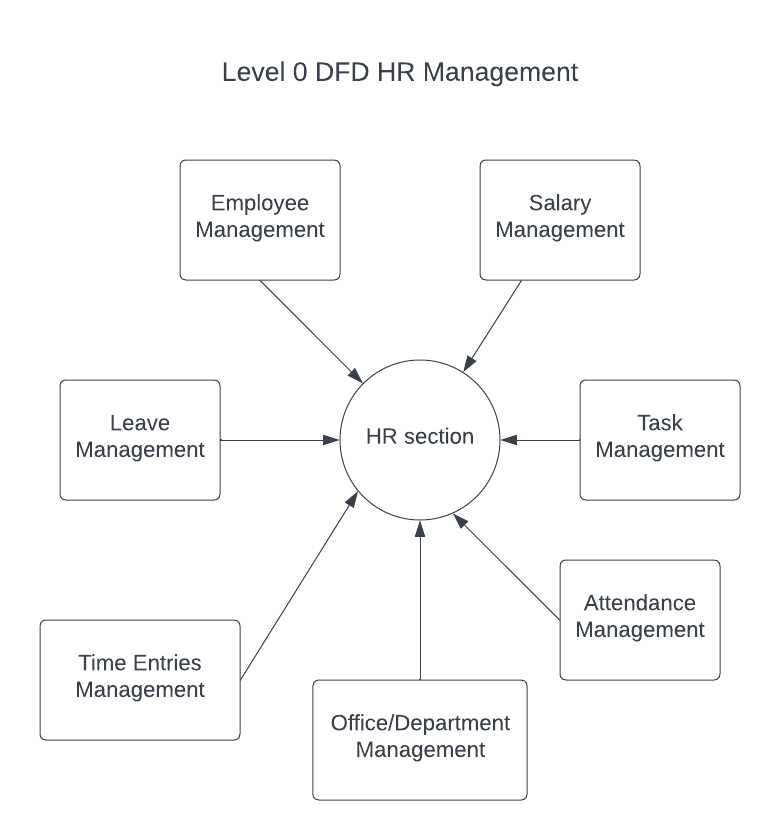 Level 0 DFD HR Management
Employee
Management
Salary
Management
Leave
Management
HR section
Task
Management
Attendance
Management
Time Entries
Management
Office/Department
Management